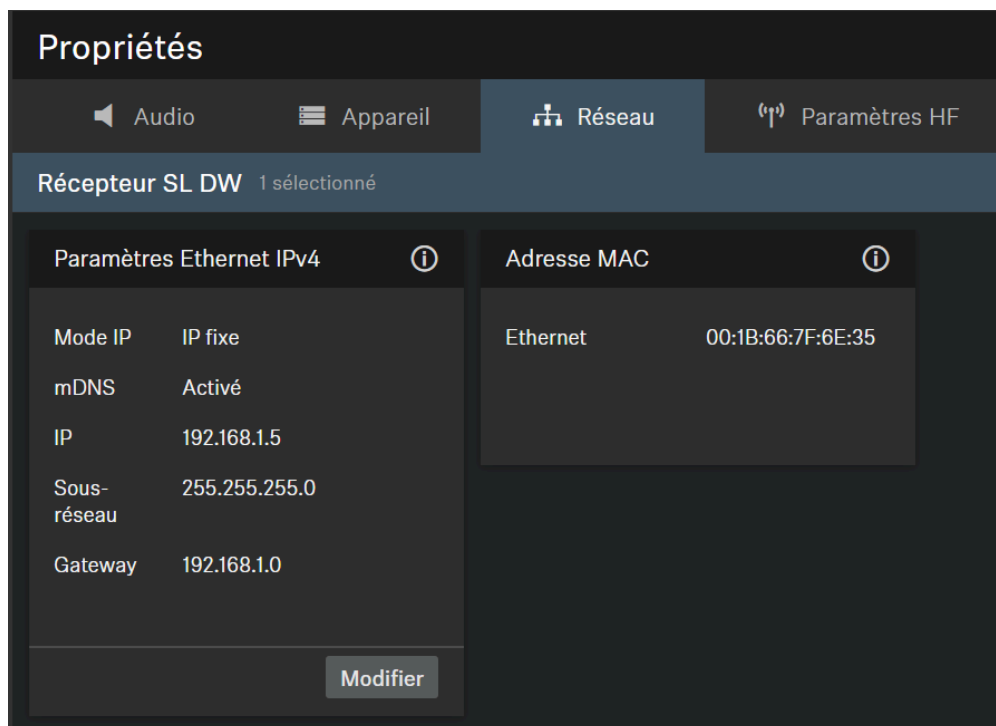 Propriétés
Audio
Appareil
Réseau
Paramètres HF
Récepteur SL DW 1 sélectionné
Paramètres Ethernet IPv4
Mode IP IP fixe
mDNS Activé
IP 192.168.1.5
Sous-
réseau 255.255.255.0
Gateway 192.168.1.0
Modifier
Adresse MAC
Ethernet 00:1B:66:7F:6E:35